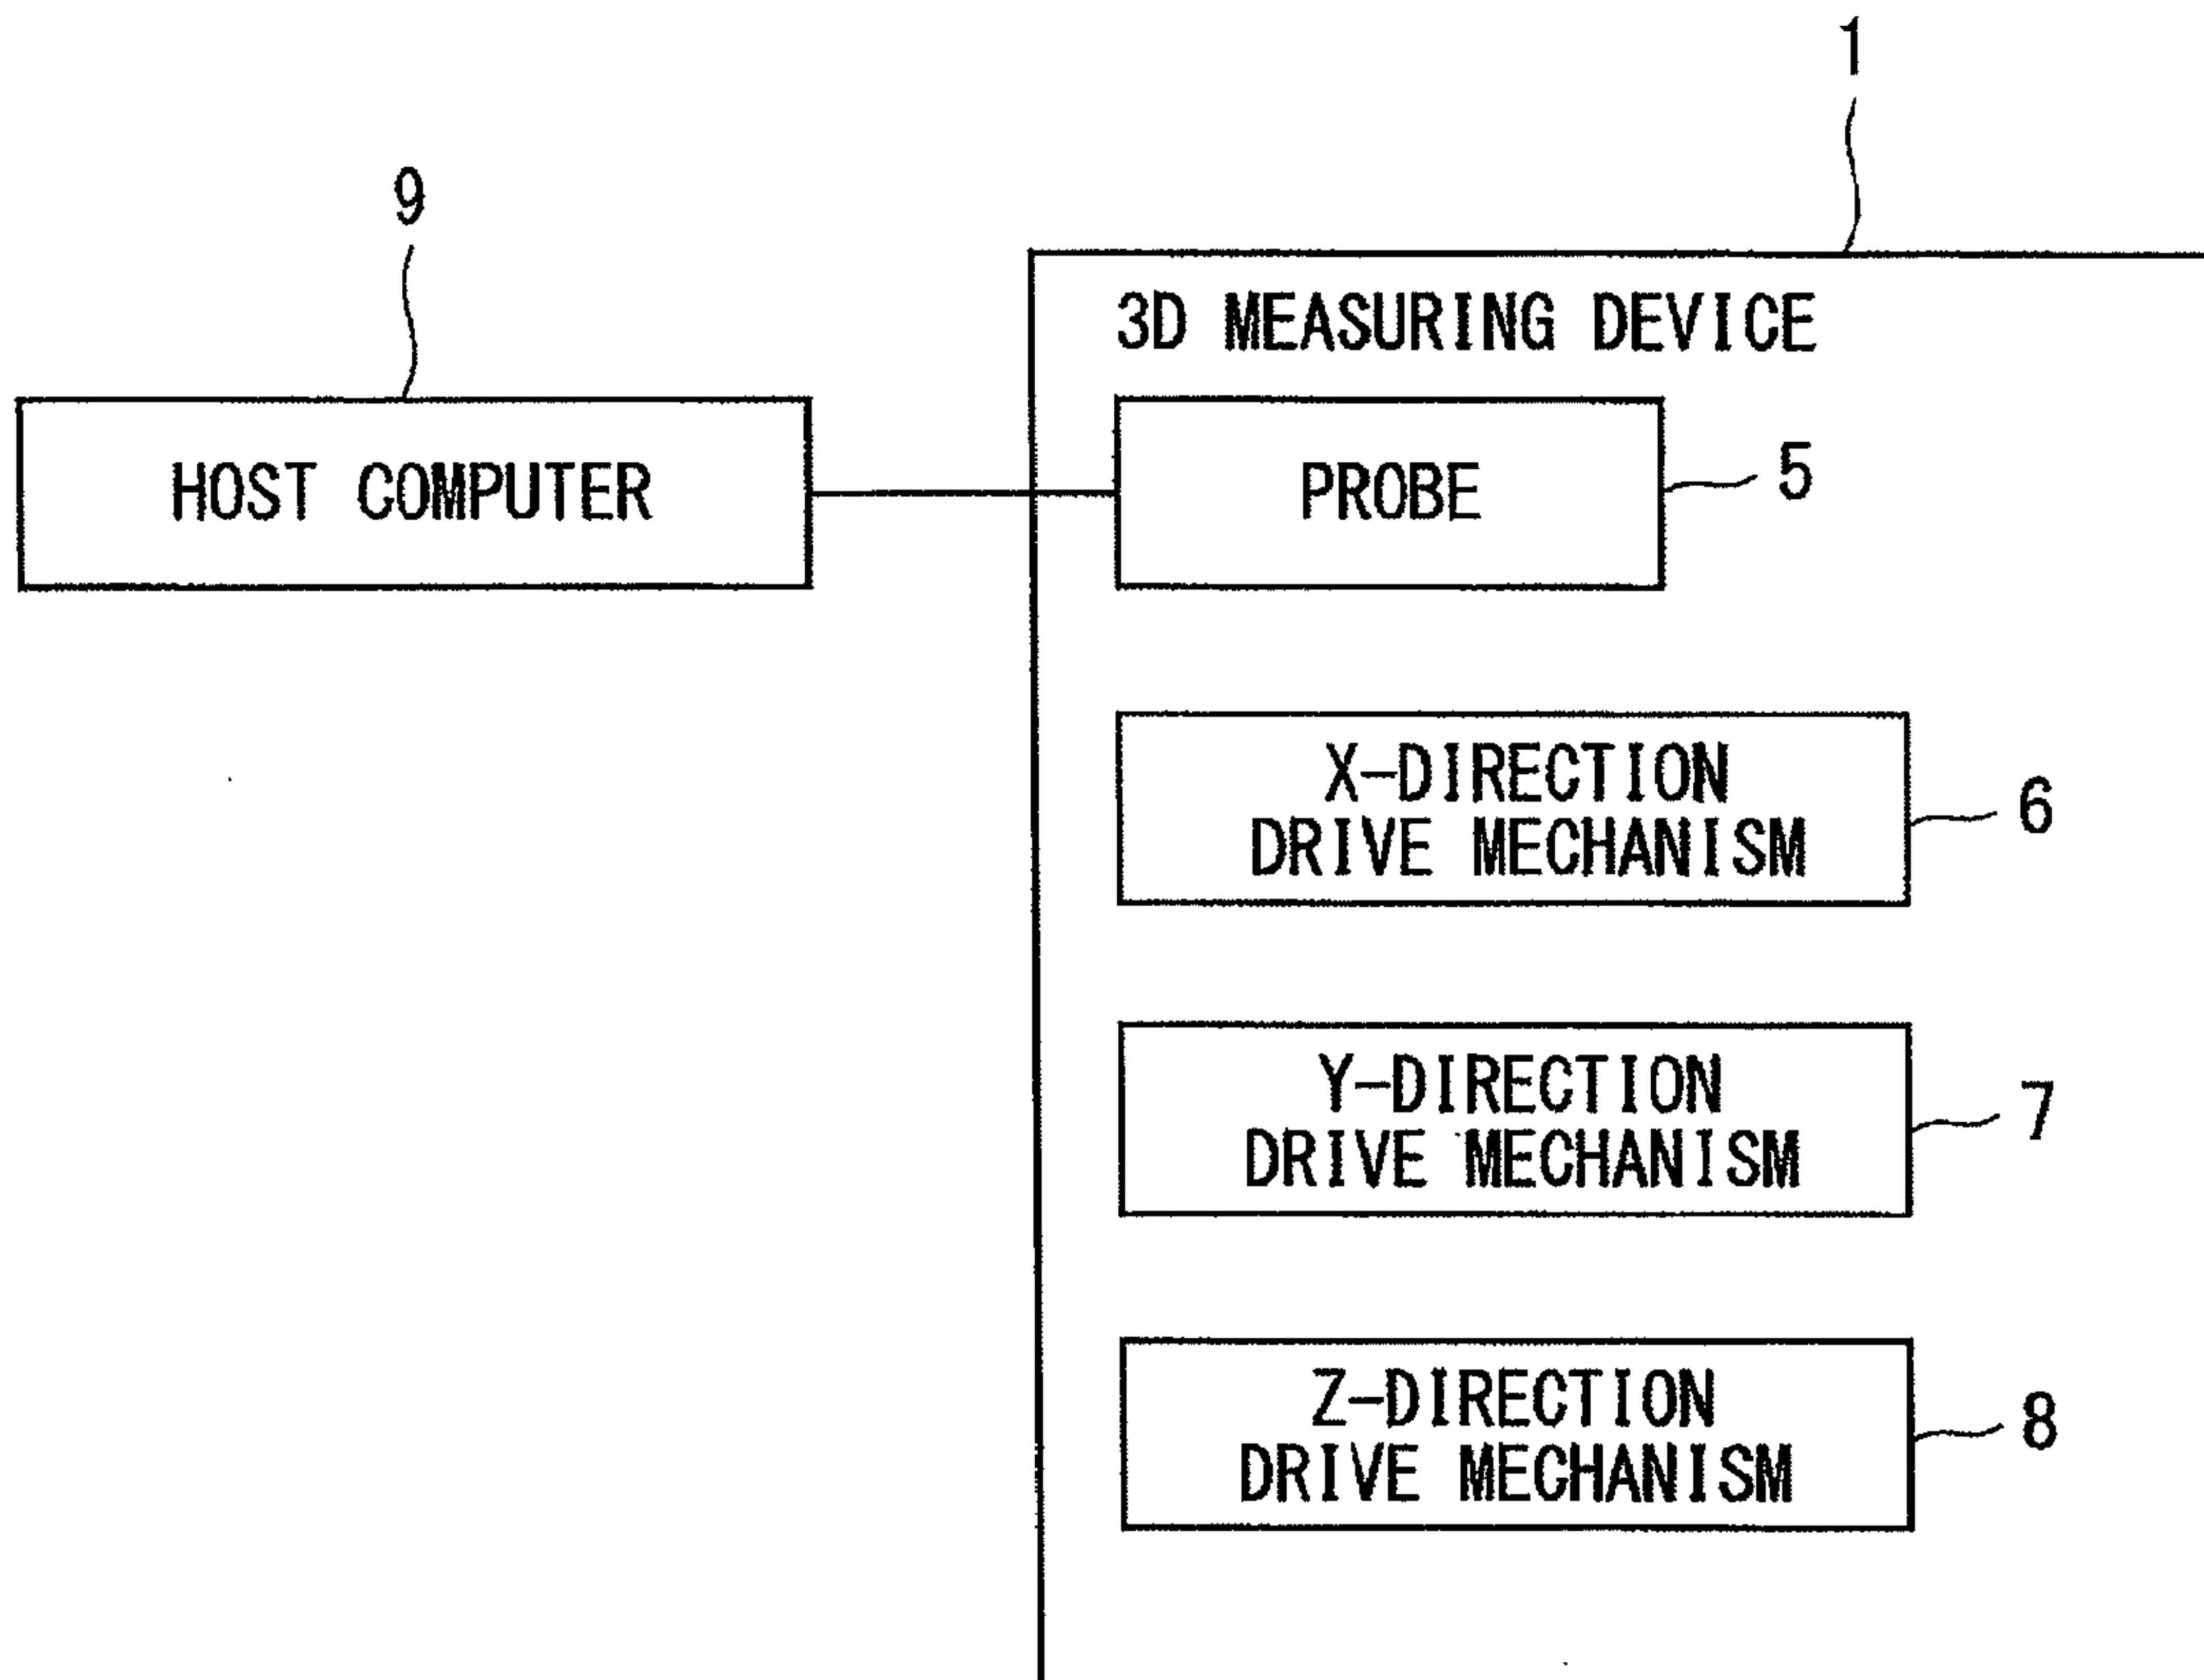 1
9
3D MEASURING DEVICE
HOST COMPUTER
PROBE
5
X-DIRECTION
DRIVE MECHANISM
6
Y-DIRECTION
DRIVE MECHANISM
7
Z-DIRECTION
DRIVE MECHANISM
8